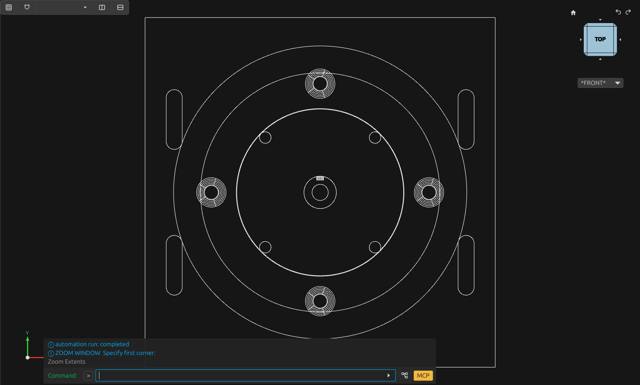 TOP
*FRONT*
Y
automation run: completed
ZOOM WINDOW Specify first corner:
Zoom Extents
Command:
>
MCP